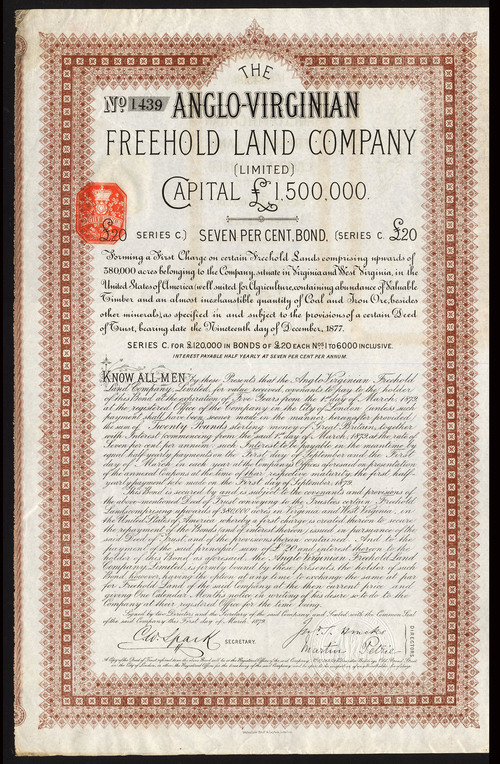 THE
No 1439 ANGLO-VIRGINIAN
FREEHOLD LAND COMPANY
(LIMITED)
CAPITAL £1,500,000.
£20 SERIES C.) SEVEN PER CENT. BOND, (SERIES C. £20
Forming a First Charge on certain Freehold Lands comprising upwards of
380,000 acres belonging to the Company, situate in Virginia and West Virginia, in the
United States of America (well suited for Agriculture, containing abundance of Valuable
Timber and an almost inexhaustible quantity of Coal and Iron Ore, besides
other minerals,) as specified in and subject to the provisions of a certain Deed
of Trust, bearing date the Nineteenth day of December, 1877.
SERIES C. FOR £120,000 IN BONDS OF £20 EACH Nos 1 TO 6000 INCLUSIVE.
INTEREST PAYABLE HALF YEARLY AT SEVEN PER CENT PER ANNUM.
KNOW ALL MEN by these Presents that the Anglo Virginian Freehold
Land Company, Limited, for value received, covenants to pay to the holder
of this Bond at the expiration of Five Years from the 1st day of March, 1879
at the registered Office of the Company in the City of London (unless such
payment shall have been sooner made in the manner hereinafter provided,)
the sum of Twenty Pounds sterling money of Great Britain, together
with Interest commencing from the said 1st day of March, 1879 at the rate of
Seven per cent per annum such Interest to be payable in the meantime by
equal half-yearly payments on the First day of September and the First
day of March in each year at the Company's Offices aforesaid on presentation
of the annexed Coupons as the same shall respectively mature, the first half
yearly payment to be made on the First day of September, 1879.
This Bond is secured by and is subject to the covenants and provisions of
the abovenamed Deed of Trust conveying to the Trustees certain Freehold
Lands comprising upwards of 380,000 acres, in Virginia and West Virginia, in
the United States of America whereby a first charge is created thereon to secure
the repayment of the Bonds (and of interest thereon,) issued in pursuance of the
said Deed of Trust and of the provisions therein contained. And to the
payment of the said principal sum of £20 and interest thereon to the
holder of this Bond as aforesaid, the Anglo Virginian Freehold Land
Company, Limited, is firmly bound by these presents, the holder of such
Bond, however, having the option at any time to exchange the same at par
for Freehold Land of the said Company at the then current price and
giving One Calendar Month's notice in writing of his desire so to do to the
Company at their registered Office for the time being.
Signed by two Directors and the Secretary of the said Company and Sealed with the Common Seal
of the said Company this First day of March, 1879.
C.W. Spark SECRETARY.
Martin Petrie
DIRECTORS